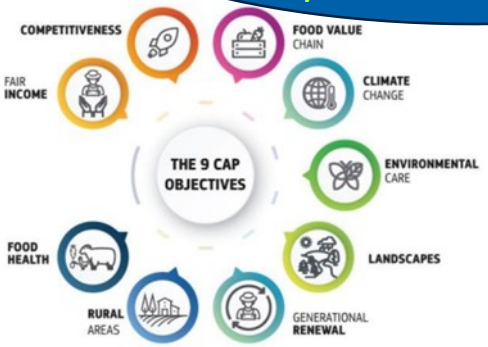 COMPETITIVENESS
FOOD VALUE
CHAIN
FAIR
INCOME
CLIMATE
CHANGE
THE 9 CAP
OBJECTIVES
ENVIRONMENTAL
CARE
FOOD
HEALTH
LANDSCAPES
RURAL
AREAS
GENERATIONAL
RENEWAL